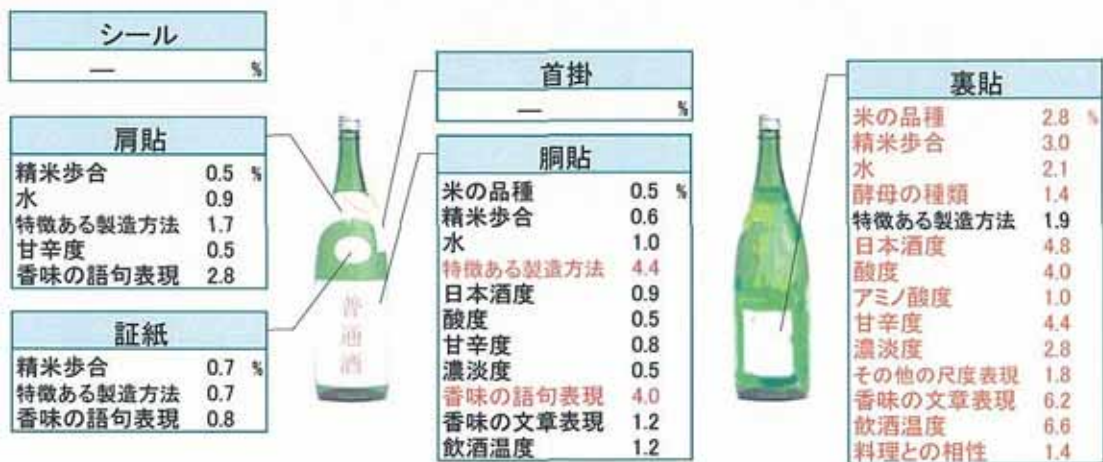 シール
— %
肩貼
精米歩合 0.5 %
水 0.9
特徴ある製造方法 1.7
甘辛度 0.5
香味の語句表現 2.8
証紙
精米歩合 0.7 %
特徴ある製造方法 0.7
香味の語句表現 0.8
普通酒
首掛
— %
胴貼
米の品種 0.5 %
精米歩合 0.6
水 1.0
特徴ある製造方法 4.4
日本酒度 0.9
酸度 0.5
甘辛度 0.8
濃淡度 0.5
香味の語句表現 4.0
香味の文章表現 1.2
飲酒温度 1.2
裏貼
米の品種 2.8 %
精米歩合 3.0
水 2.1
酵母の種類 1.4
特徴ある製造方法 1.9
日本酒度 4.8
酸度 4.0
アミノ酸度 1.0
甘辛度 4.4
濃淡度 2.8
その他の尺度表現 1.8
香味の文章表現 6.2
飲酒温度 6.6
料理との相性 1.4